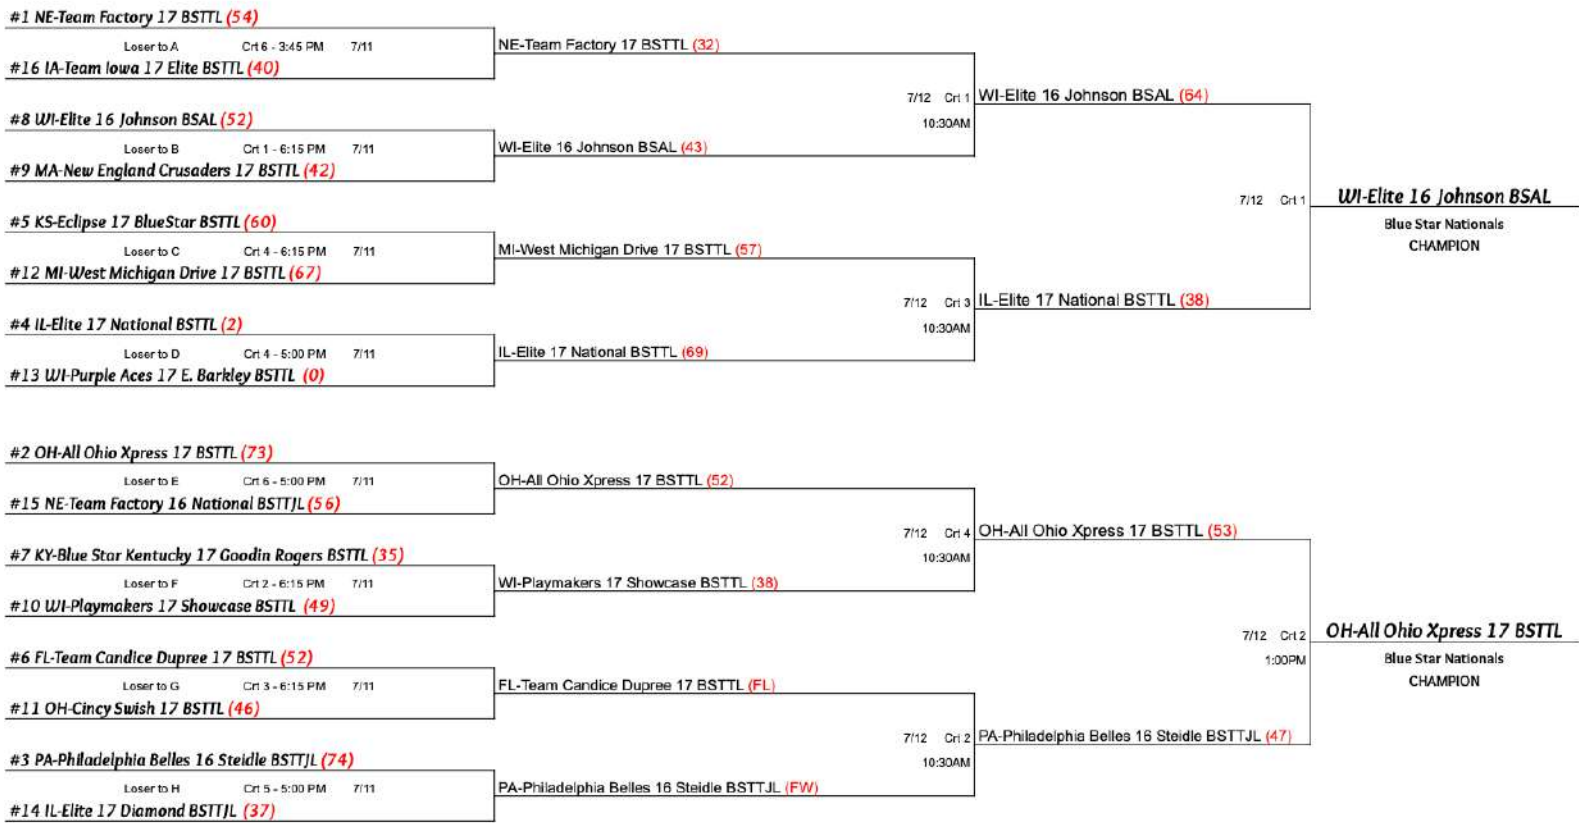 #1 NE-Team Factory 17 BSTTL (54)
Loser to A Crt 6 - 3:45 PM 7/11
#16 IA-Team Iowa 17 Elite BSTTL (40)
NE-Team Factory 17 BSTTL (32)
7/12 Crt 1
10:30AM
WI-Elite 16 Johnson BSAL (64)
#8 WI-Elite 16 Johnson BSAL (52)
Loser to B Crt 1 - 6:15 PM 7/11
#9 MA-New England Crusaders 17 BSTTL (42)
WI-Elite 16 Johnson BSAL (43)
7/12 Crt 1
WI-Elite 16 Johnson BSAL
Blue Star Nationals
CHAMPION
#5 KS-Eclipse 17 BlueStar BSTTL (60)
Loser to C Crt 4 - 6:15 PM 7/11
#12 MI-West Michigan Drive 17 BSTTL (67)
MI-West Michigan Drive 17 BSTTL (57)
7/12 Crt 3
10:30AM
IL-Elite 17 National BSTTL (38)
#4 IL-Elite 17 National BSTTL (2)
Loser to D Crt 4 - 5:00 PM 7/11
#13 WI-Purple Aces 17 E. Barkley BSTTL (0)
IL-Elite 17 National BSTTL (69)
#2 OH-All Ohio Xpress 17 BSTTL (73)
Loser to E Crt 6 - 5:00 PM 7/11
#15 NE-Team Factory 16 National BSTTJL (56)
OH-All Ohio Xpress 17 BSTTL (52)
7/12 Crt 4
10:30AM
OH-All Ohio Xpress 17 BSTTL (53)
#7 KY-Blue Star Kentucky 17 Goodin Rogers BSTTL (35)
Loser to F Crt 2 - 6:15 PM 7/11
#10 WI-Playmakers 17 Showcase BSTTL (49)
WI-Playmakers 17 Showcase BSTTL (38)
7/12 Crt 2
1:00PM
OH-All Ohio Xpress 17 BSTTL
Blue Star Nationals
CHAMPION
#6 FL-Team Candice Dupree 17 BSTTL (52)
Loser to G Crt 3 - 6:15 PM 7/11
#11 OH-Cincy Swish 17 BSTTL (46)
FL-Team Candice Dupree 17 BSTTL (FL)
7/12 Crt 2
10:30AM
PA-Philadelphia Belles 16 Steidle BSTTJL (47)
#3 PA-Philadelphia Belles 16 Steidle BSTTJL (74)
Loser to H Crt 5 - 5:00 PM 7/11
#14 IL-Elite 17 Diamond BSTTJL (37)
PA-Philadelphia Belles 16 Steidle BSTTJL (FW)